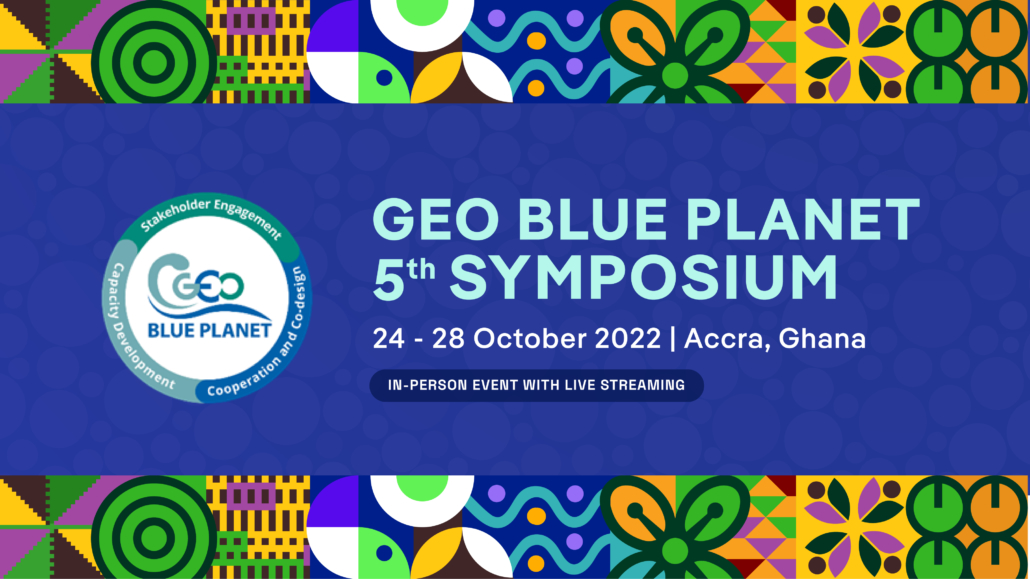 Stakeholder Engagement
Capacity Development
Cooperation and Co-design
GEO
BLUE PLANET
GEO BLUE PLANET
5th SYMPOSIUM
24 - 28 October 2022 | Accra, Ghana
IN-PERSON EVENT WITH LIVE STREAMING